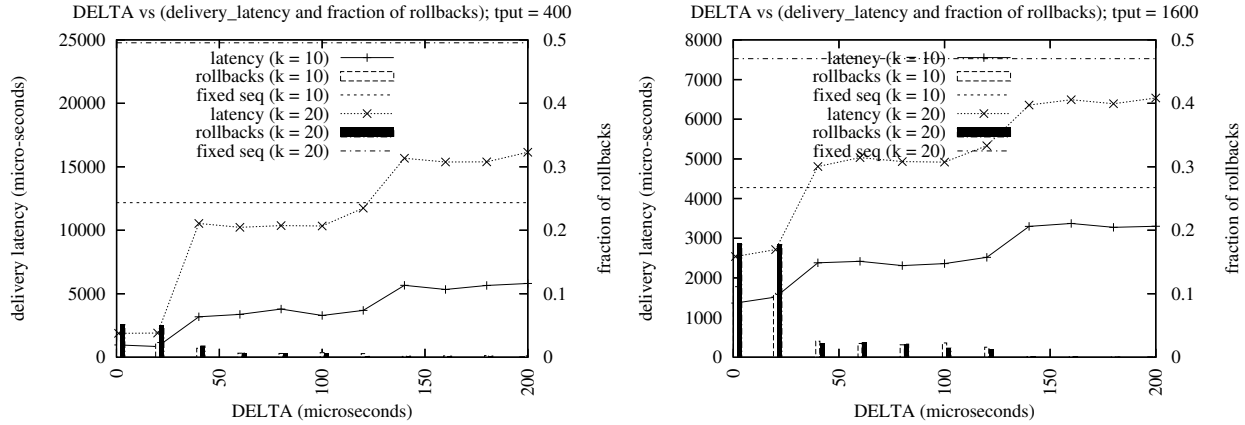 DELTA vs (delivery_latency and fraction of rollbacks); tput = 400
25000
20000
15000
10000
5000
0
delivery latency (micro-seconds)
latency (k = 10)
rollbacks (k = 10)
fixed seq (k = 10)
latency (k = 20)
rollbacks (k = 20)
fixed seq (k = 20)
0.5
0.4
0.3
0.2
0.1
0
fraction of rollbacks
0
50
100
150
200
DELTA (microseconds)
DELTA vs (delivery_latency and fraction of rollbacks); tput = 1600
8000
7000
6000
5000
4000
3000
2000
1000
0
delivery latency (micro-seconds)
latency (k = 10)
rollbacks (k = 10)
fixed seq (k = 10)
latency (k = 20)
rollbacks (k = 20)
fixed seq (k = 20)
0.5
0.4
0.3
0.2
0.1
0
fraction of rollbacks
0
50
100
150
200
DELTA (microseconds)